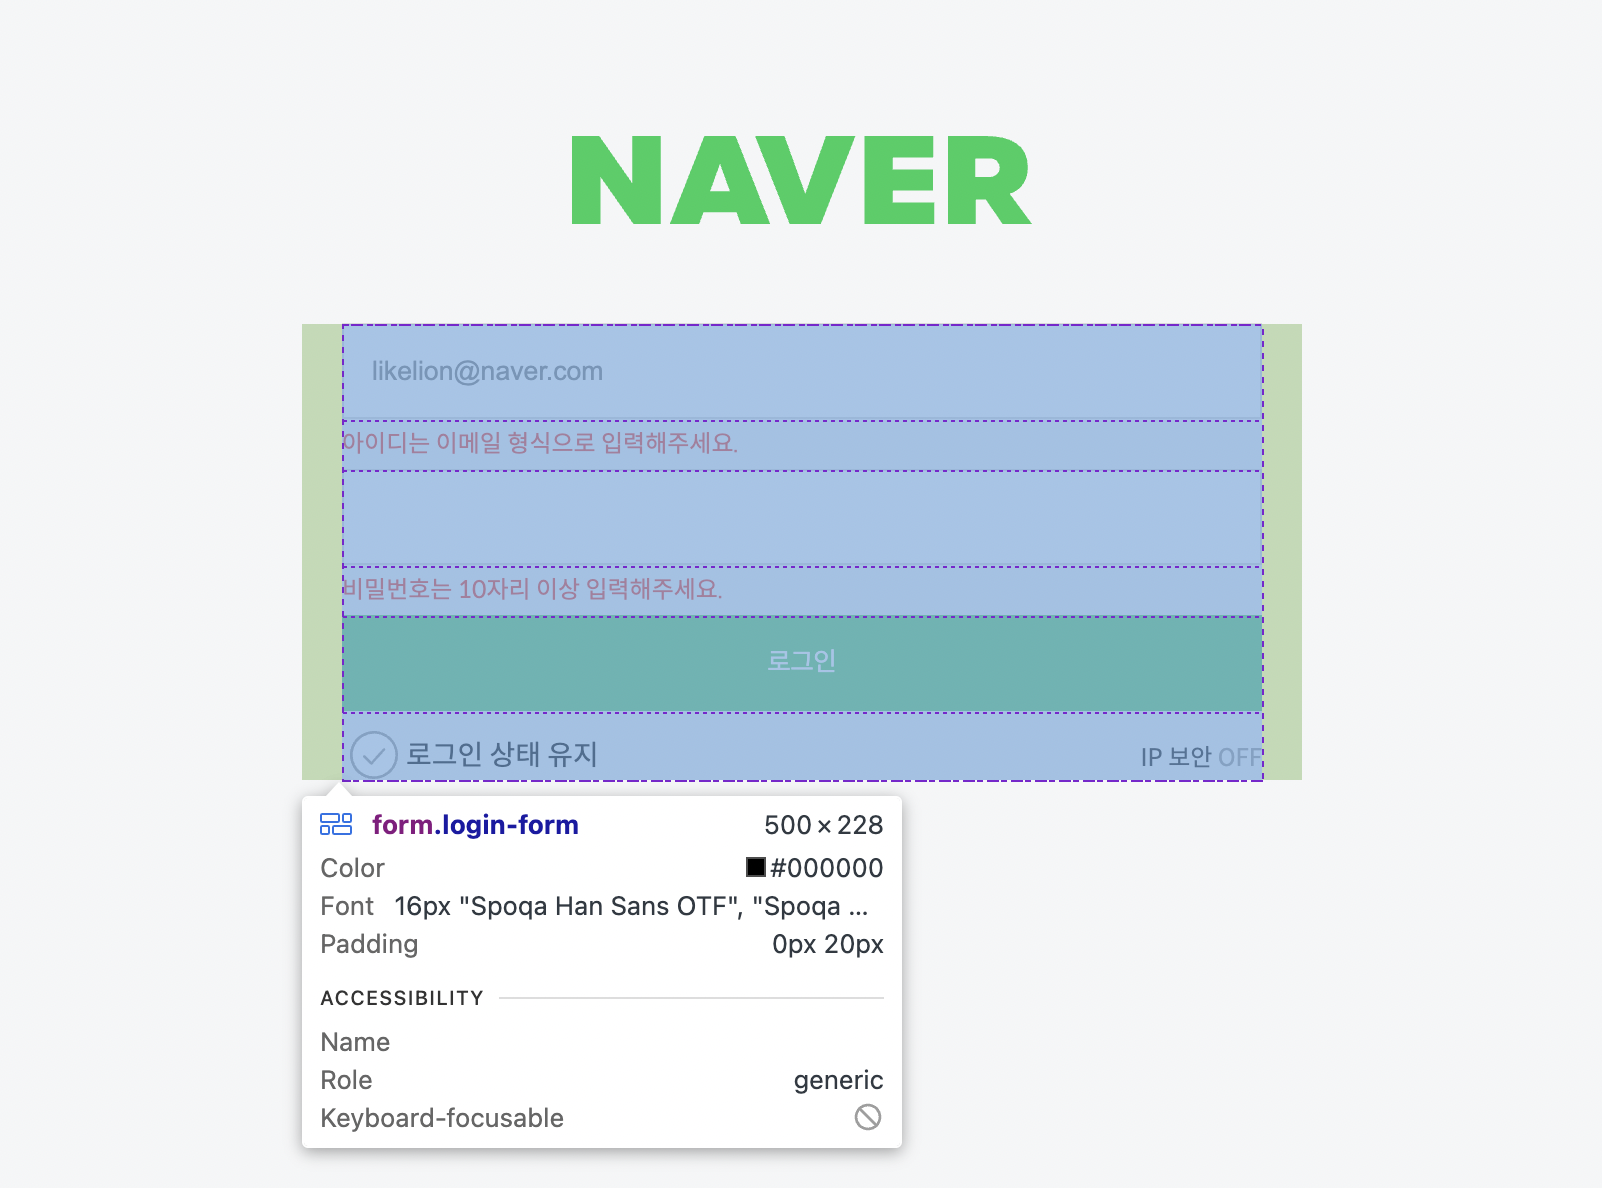 NAVER
likelion@naver.com
아이디는 이메일 형식으로 입력해주세요.
비밀번호는 10자리 이상 입력해주세요.
로그인
로그인 상태 유지 IP 보안 OFF
form.login-form 500 × 228
Color #000000
Font 16px "Spoqa Han Sans OTF", "Spoqa ...
Padding 0px 20px
ACCESSIBILITY
Name
Role generic
Keyboard-focusable